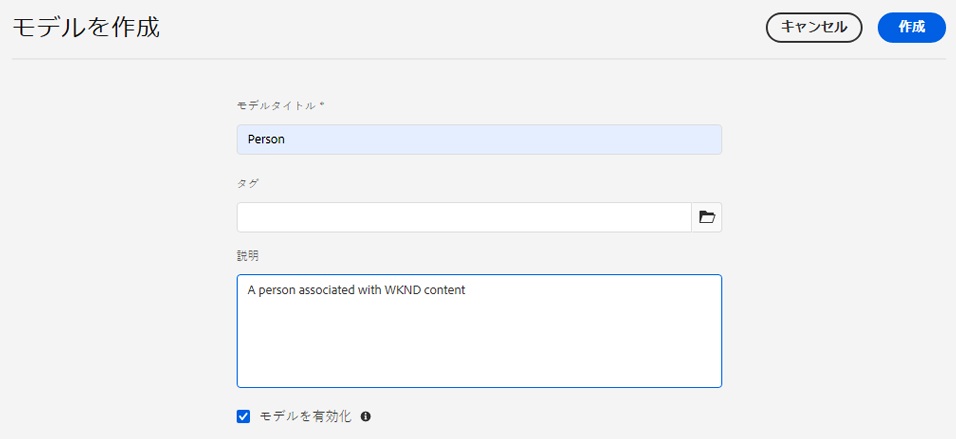 モデルを作成
キャンセル
作成
モデルタイトル *
Person
タグ
説明
A person associated with WKND content
モデルを有効化